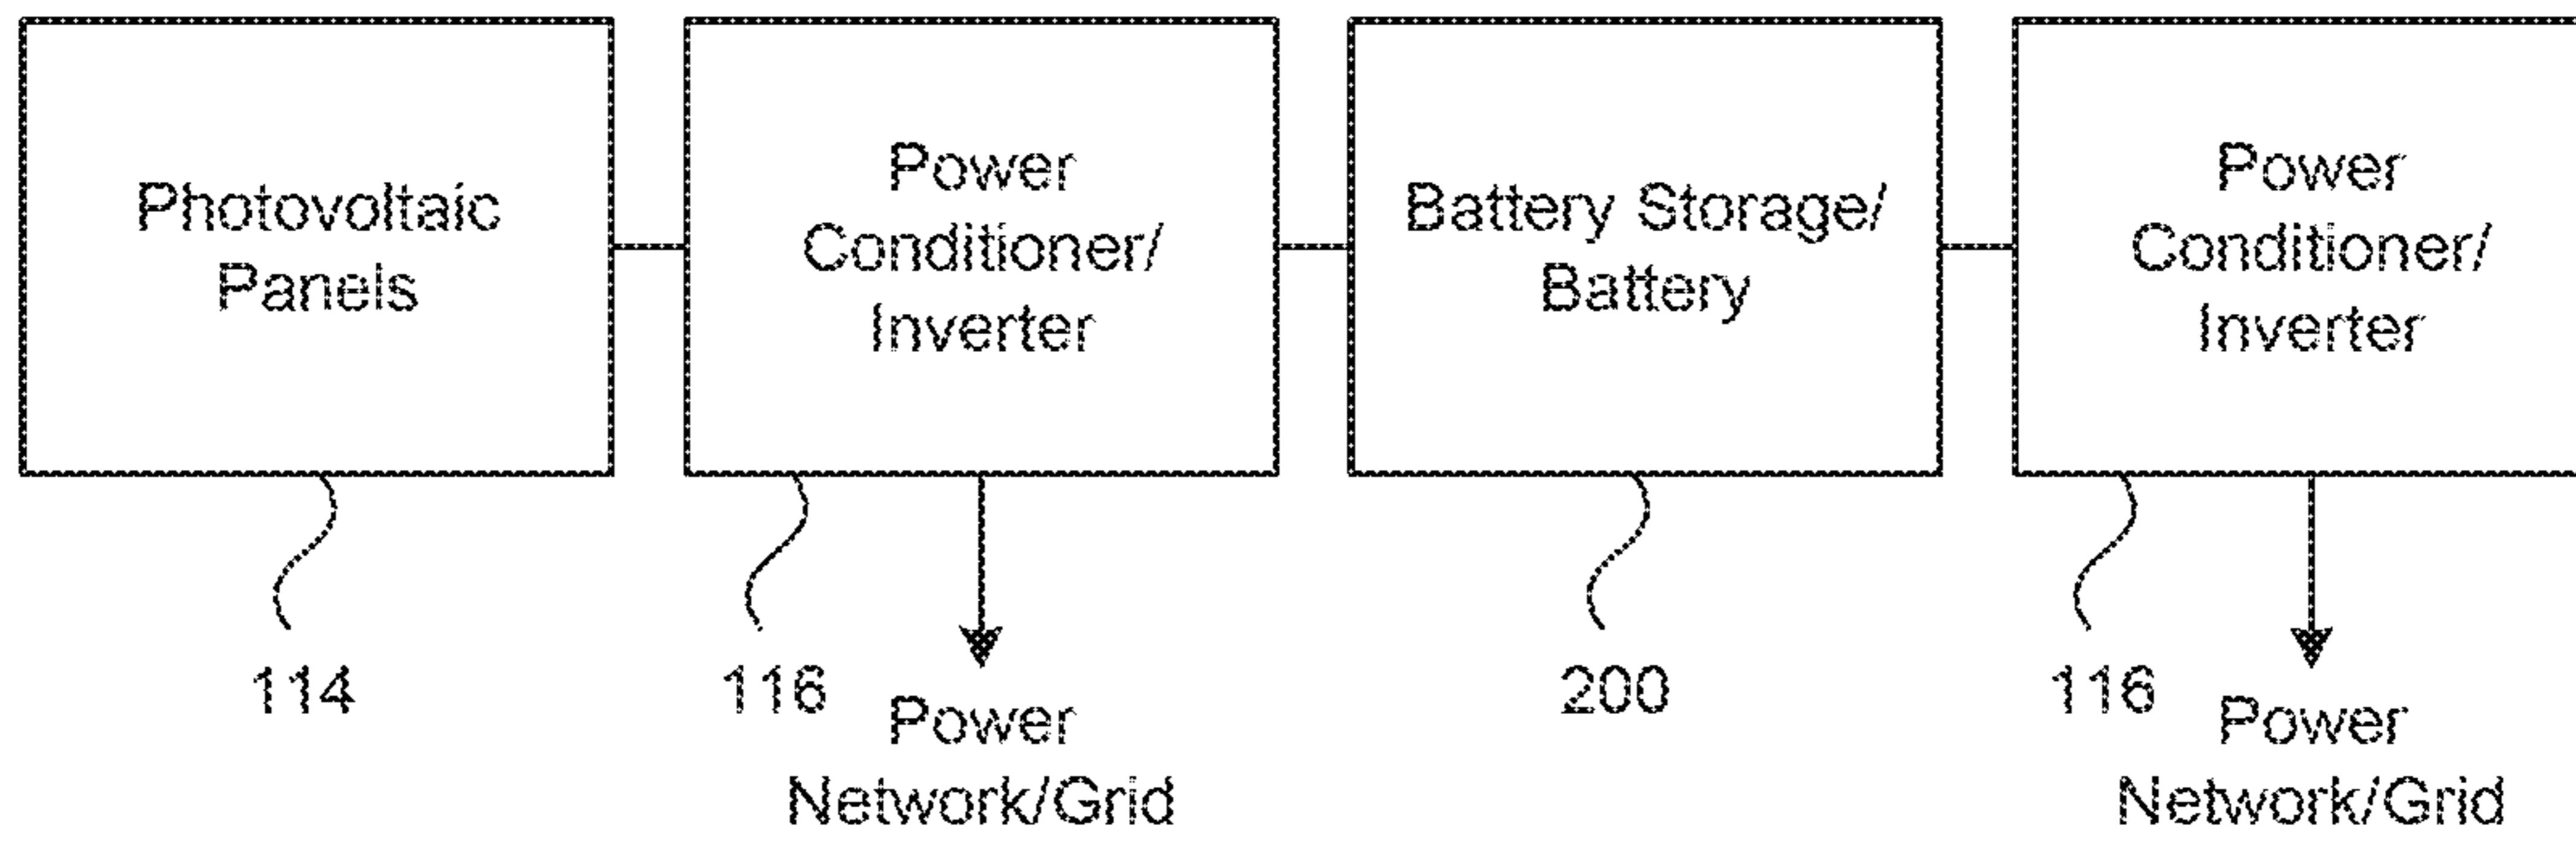 Photovoltaic
Panels
Power
Conditioner/
Inverter
Battery Storage/
Battery
Power
Conditioner/
Inverter
114
116
Power
Network/Grid
200
116
Power
Network/Grid